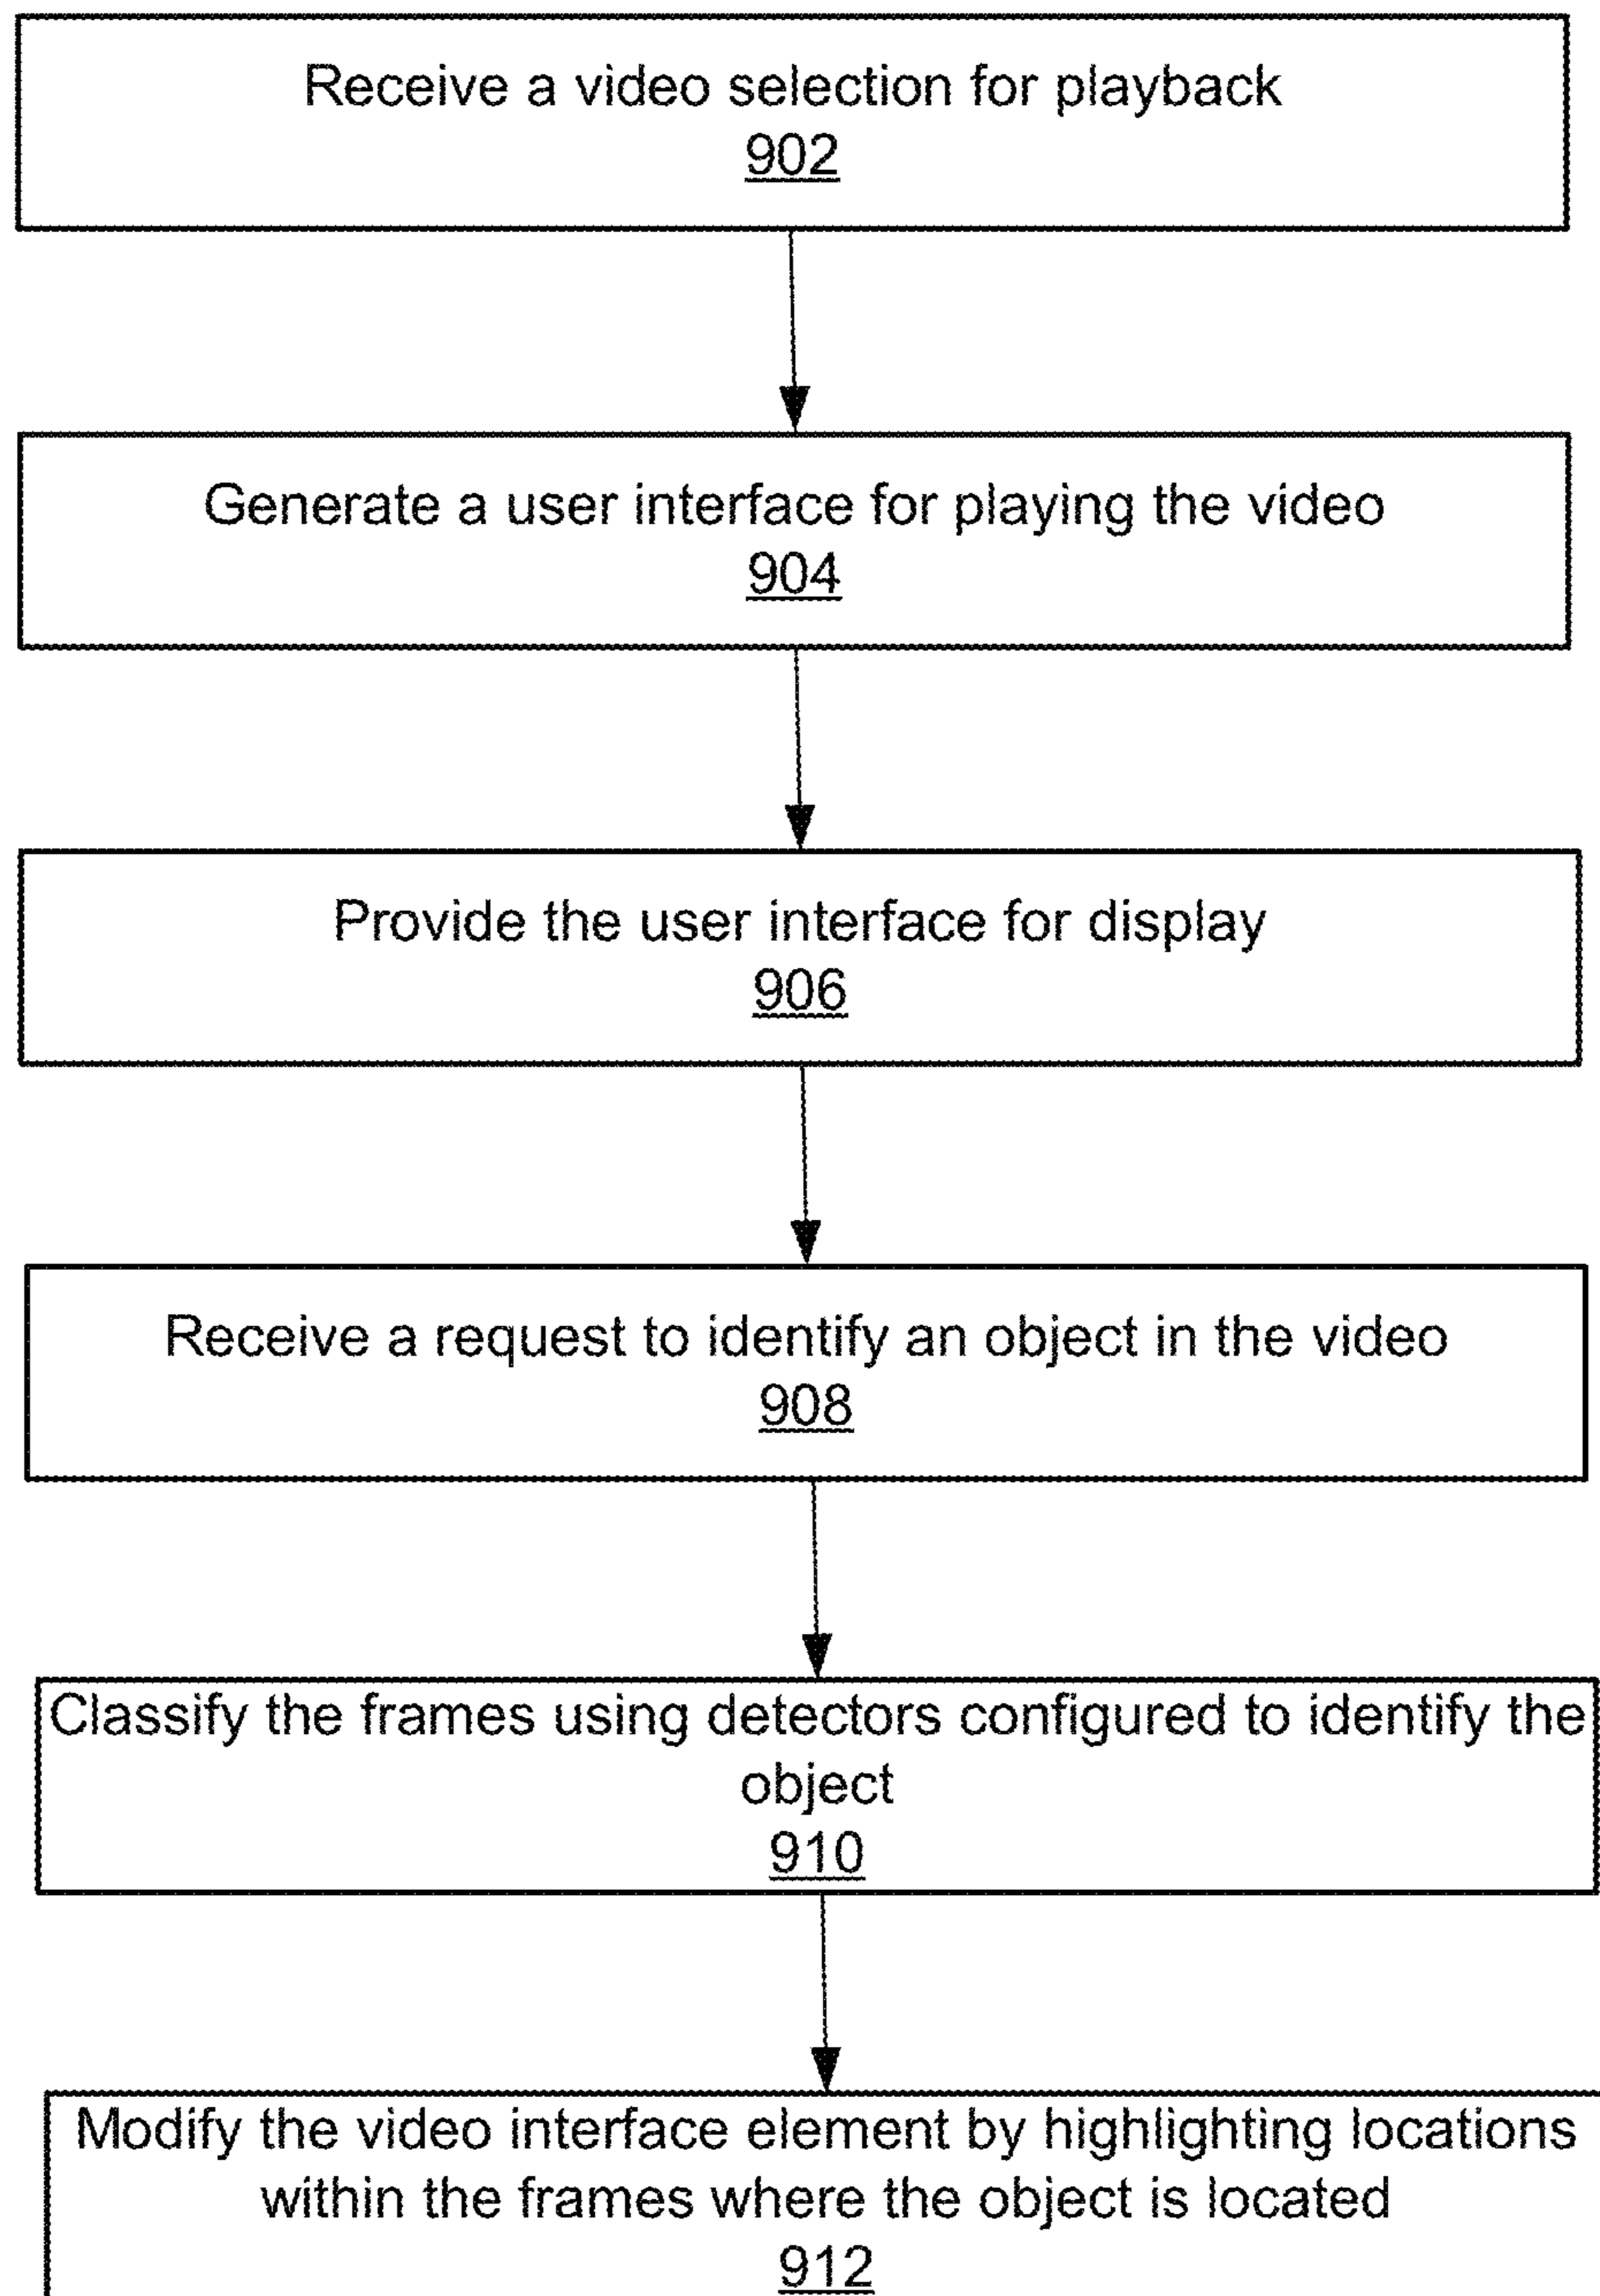 Receive a video selection for playback
902
Generate a user interface for playing the video
904
Provide the user interface for display
906
Receive a request to identify an object in the video
908
Classify the frames using detectors configured to identify the
object
910
Modify the video interface element by highlighting locations
within the frames where the object is located
912